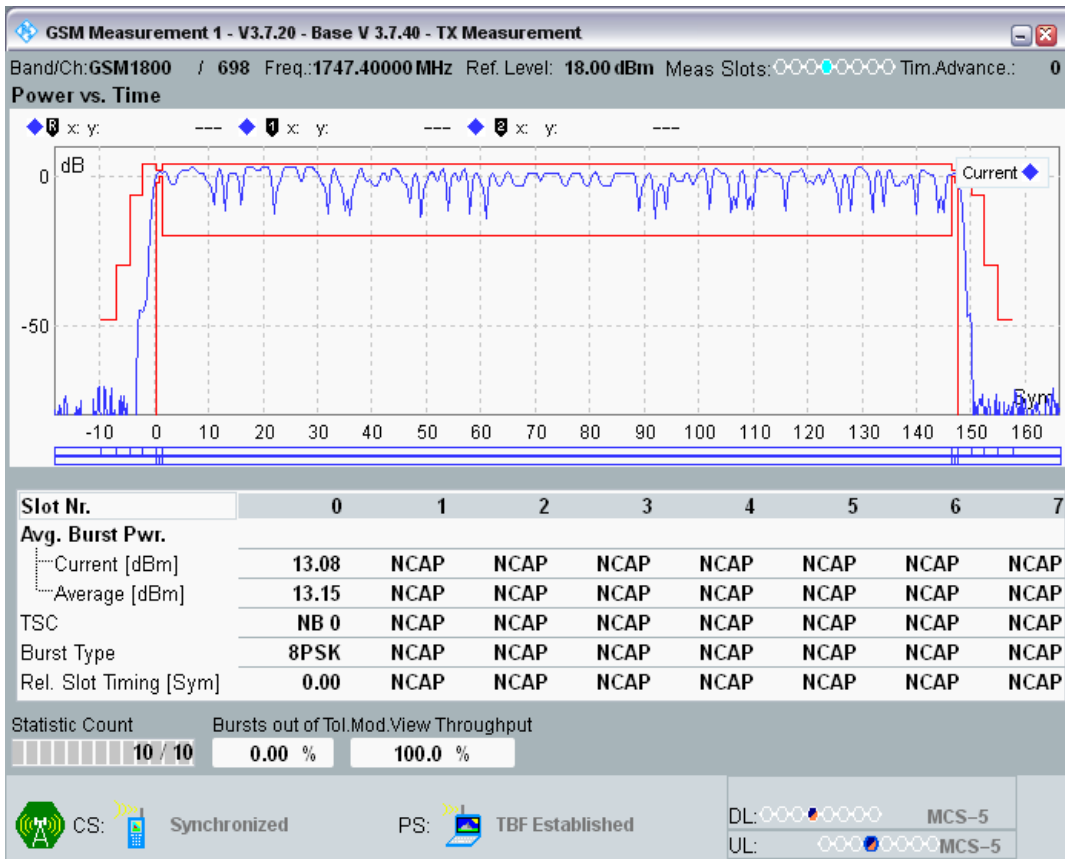 GSM Measurement 1 - V3.7.20 - Base V 3.7.40 - TX Measurement
Band/Ch:GSM1800 / 698 Freq.:1747.40000 MHz Ref. Level: 18.00 dBm Meas Slots: Tim.Advance.: 0
Power vs. Time
R x: y: --- 1 x: y: --- 2 x: y: ---
dB
Current
0
-50
Sym
-10 0 10 20 30 40 50 60 70 80 90 100 110 120 130 140 150 160
Slot Nr. 0 1 2 3 4 5 6 7
Avg. Burst Pwr.
Current [dBm] 13.08 NCAP NCAP NCAP NCAP NCAP NCAP NCAP
Average [dBm] 13.15 NCAP NCAP NCAP NCAP NCAP NCAP NCAP
TSC NB 0 NCAP NCAP NCAP NCAP NCAP NCAP NCAP
Burst Type 8PSK NCAP NCAP NCAP NCAP NCAP NCAP NCAP
Rel. Slot Timing [Sym] 0.00 NCAP NCAP NCAP NCAP NCAP NCAP NCAP
Statistic Count Bursts out of Tol.Mod.View Throughput
10 / 10 0.00 % 100.0 %
CS: Synchronized PS: TBF Established DL: MCS-5
UL: MCS-5